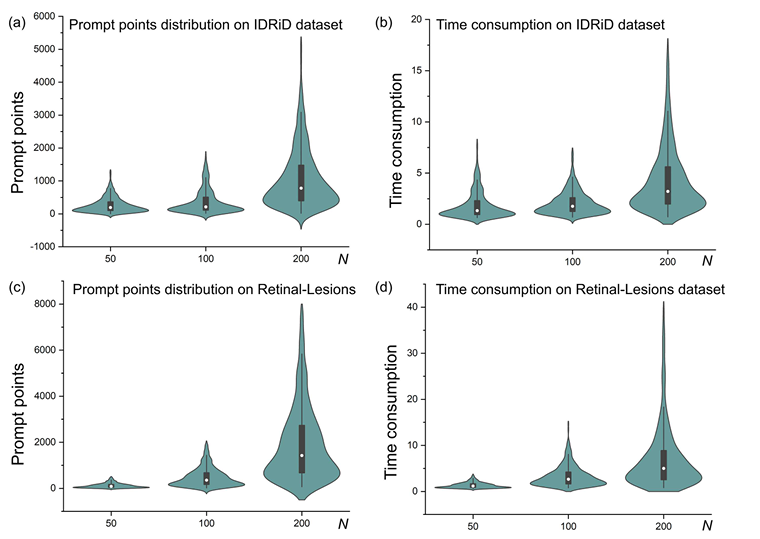 (a)
Prompt points distribution on IDRiD dataset
Prompt points
6000
5000
4000
3000
2000
1000
0
-1000
50 100 200 N
(b)
Time consumption on IDRiD dataset
Time consumption
20
15
10
5
0
50 100 200 N
(c)
Prompt points distribution on Retinal-Lesions
Prompt points
8000
6000
4000
2000
0
50 100 200 N
(d)
Time consumption on Retinal-Lesions dataset
Time consumption
40
30
20
10
0
50 100 200 N